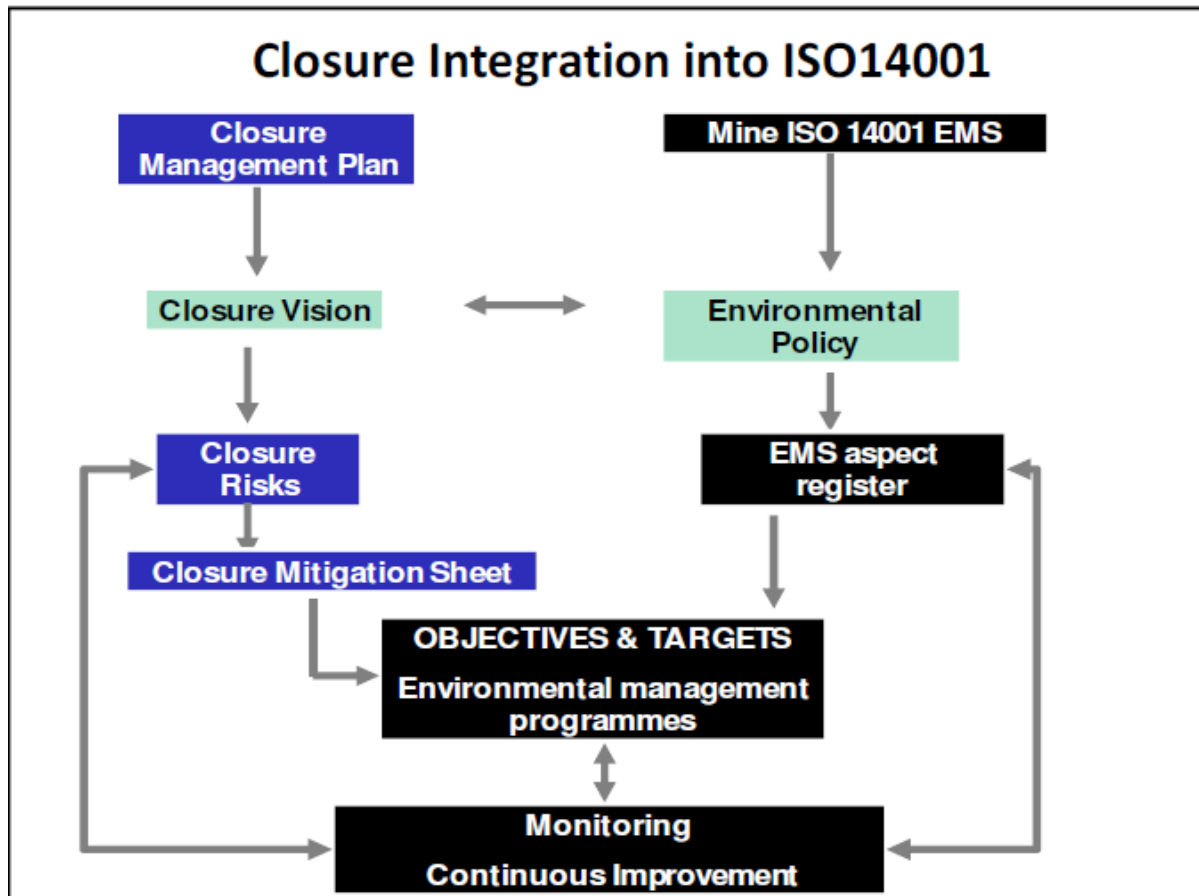 Closure Integration into ISO14001
Closure
Management Plan
Mine ISO 14001 EMS
Closure Vision
Environmental
Policy
Closure
Risks
EMS aspect
register
Closure Mitigation Sheet
OBJECTIVES & TARGETS
Environmental management
programmes
Monitoring
Continuous Improvement